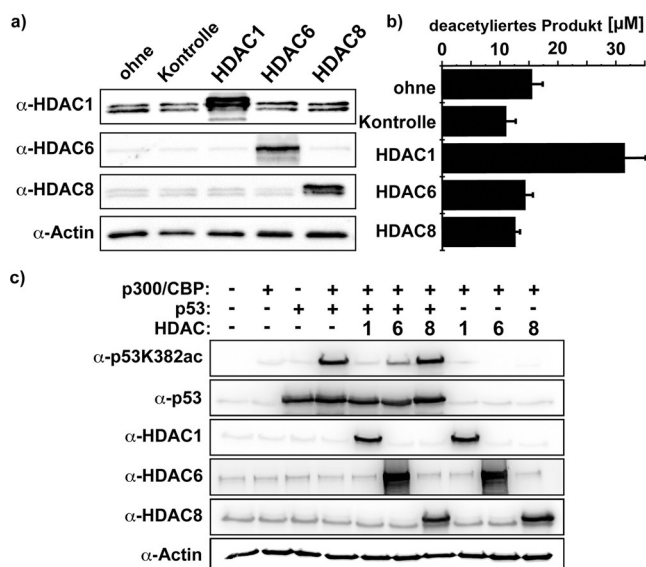 a)
ohne
Kontrolle
HDAC1
HDAC6
HDAC8
α-HDAC1
α-HDAC6
α-HDAC8
α-Actin
b)
deacetyliertes Produkt [µM]
0 10 20 30
ohne
Kontrolle
HDAC1
HDAC6
HDAC8
c)
p300/CBP: - + - + + + + + + +
p53: - - + + + + + - - -
HDAC: - - - - 1 6 8 1 6 8
α-p53K382ac
α-p53
α-HDAC1
α-HDAC6
α-HDAC8
α-Actin